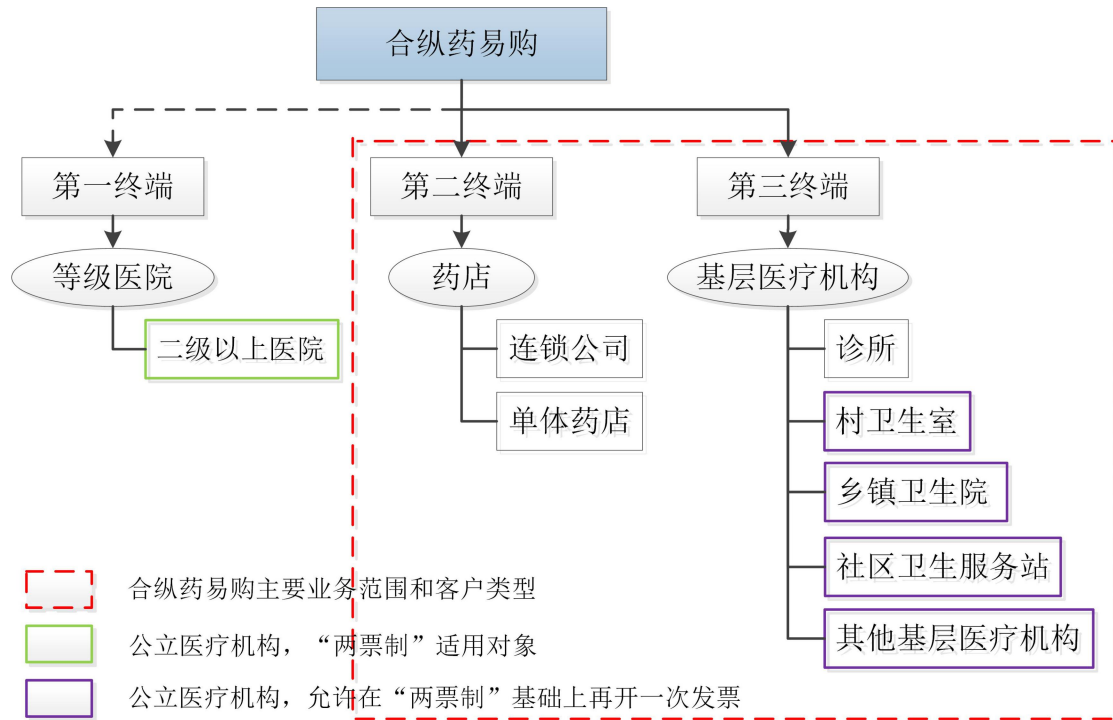 合纵药易购
第一终端
第二终端
第三终端
等级医院
药店
基层医疗机构
二级以上医院
连锁公司
单体药店
诊所
村卫生室
乡镇卫生院
社区卫生服务站
其他基层医疗机构
合纵药易购主要业务范围和客户类型
公立医疗机构，“两票制”适用对象
公立医疗机构，允许在“两票制”基础上再开一次发票